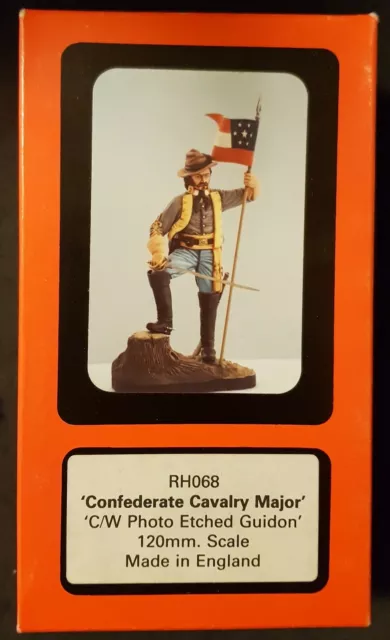 RH068
'Confederate Cavalry Major'
'C/W Photo Etched Guidon'
120mm. Scale
Made in England